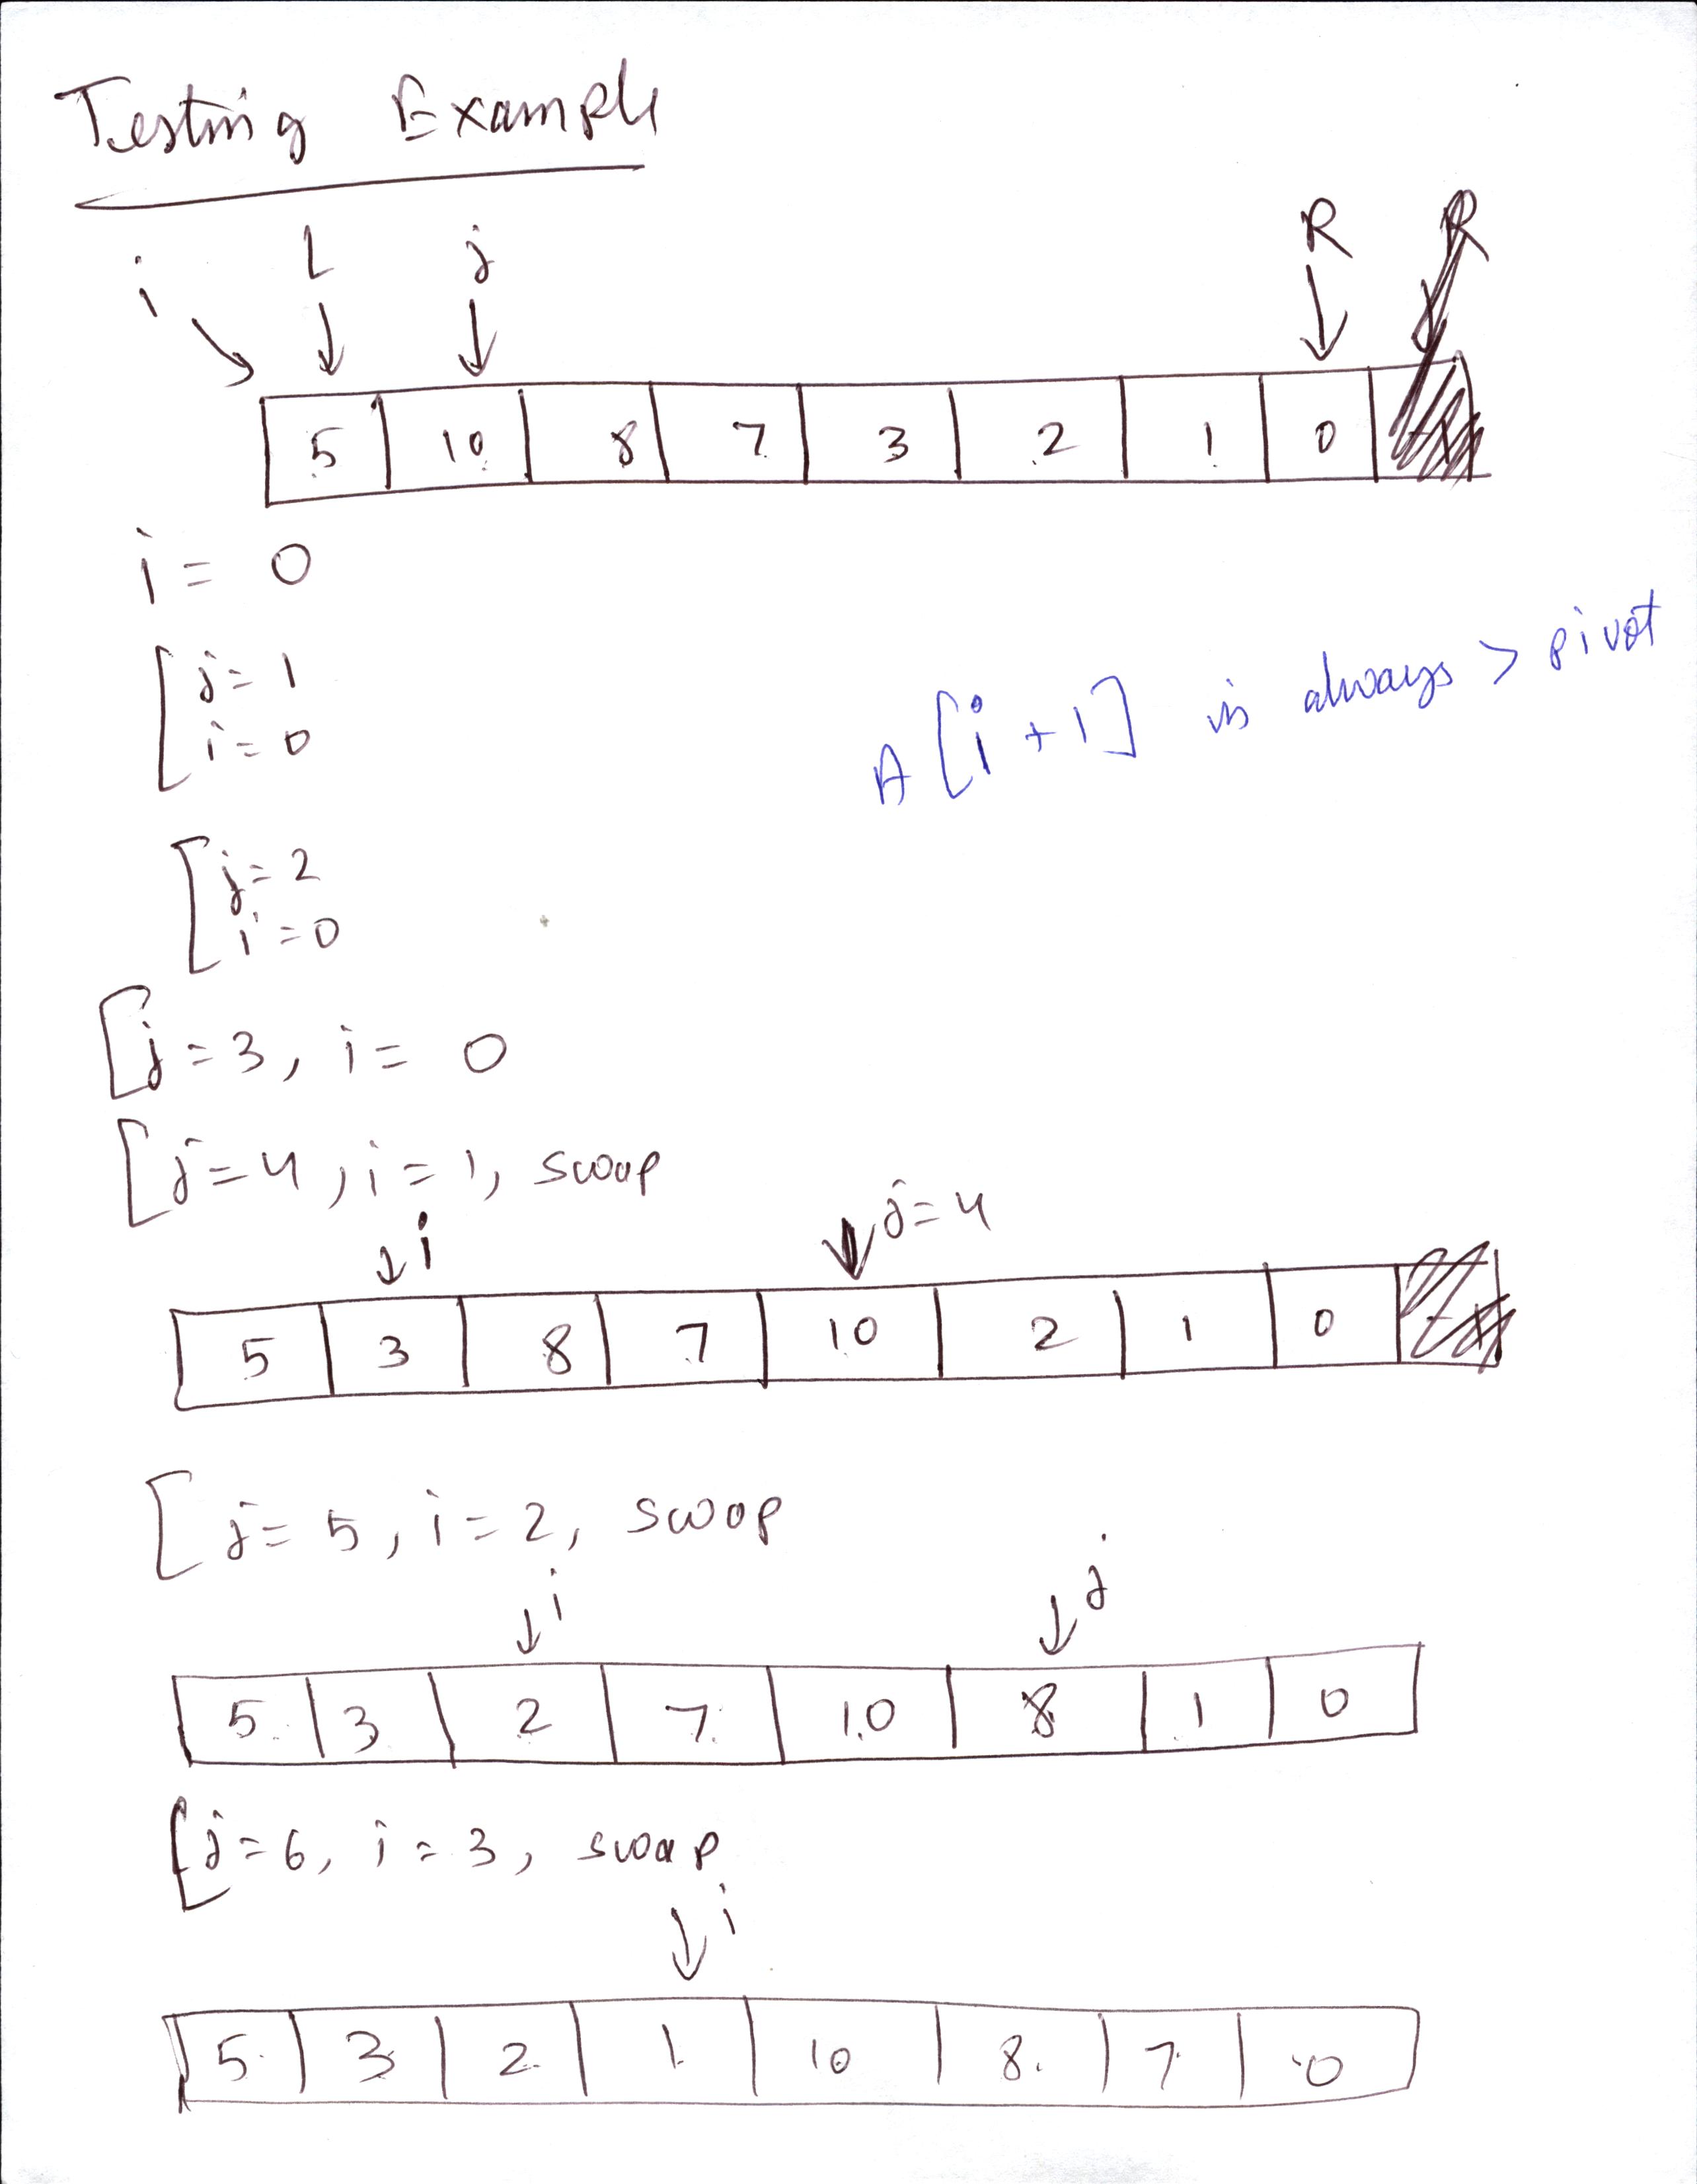 Testing Example
i L j R R
5 10 8 7 3 2 1 0
i = 0
j = 1
i = 0
A[i+1] is always > pivot
j = 2
i = 0
j = 3, i = 0
j = 4, i = 1, swap
i j = 4
5 3 8 7 10 2 1 0
j = 5, i = 2, swap
i j
5 3 2 7 10 8 1 0
j = 6, i = 3, swap
i
5 3 2 1 10 8 7 0